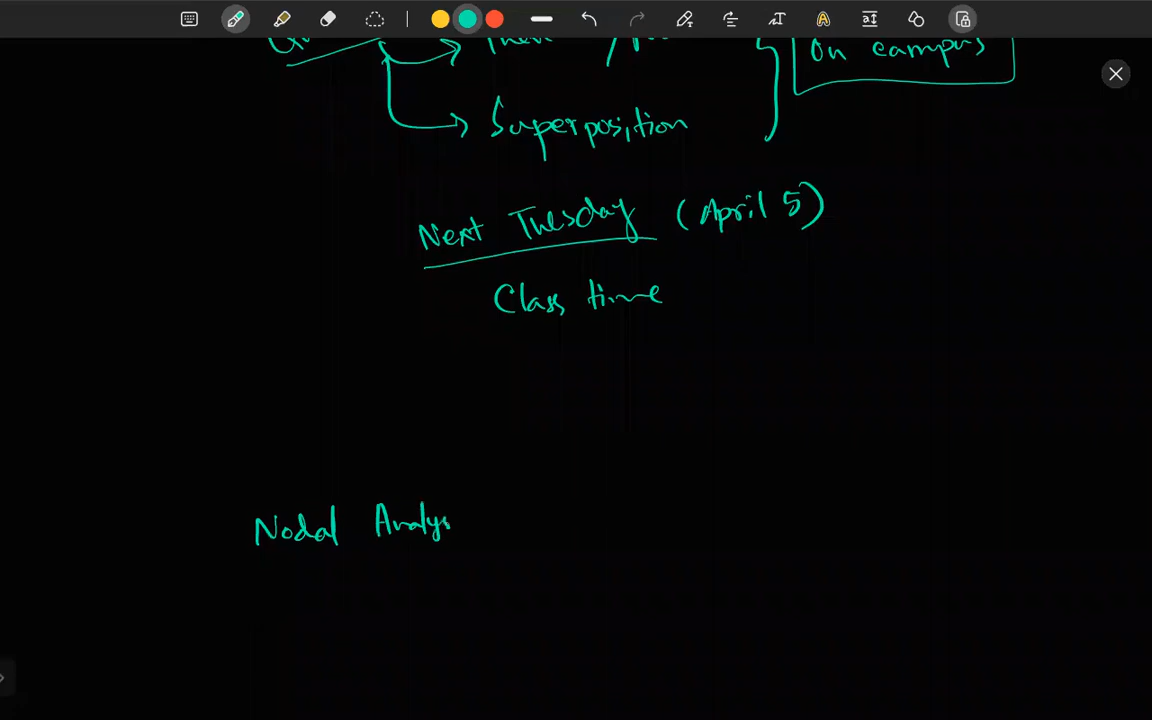 On campus
Superposition
Next Tuesday (April 5)
Class time
Nodal Analys